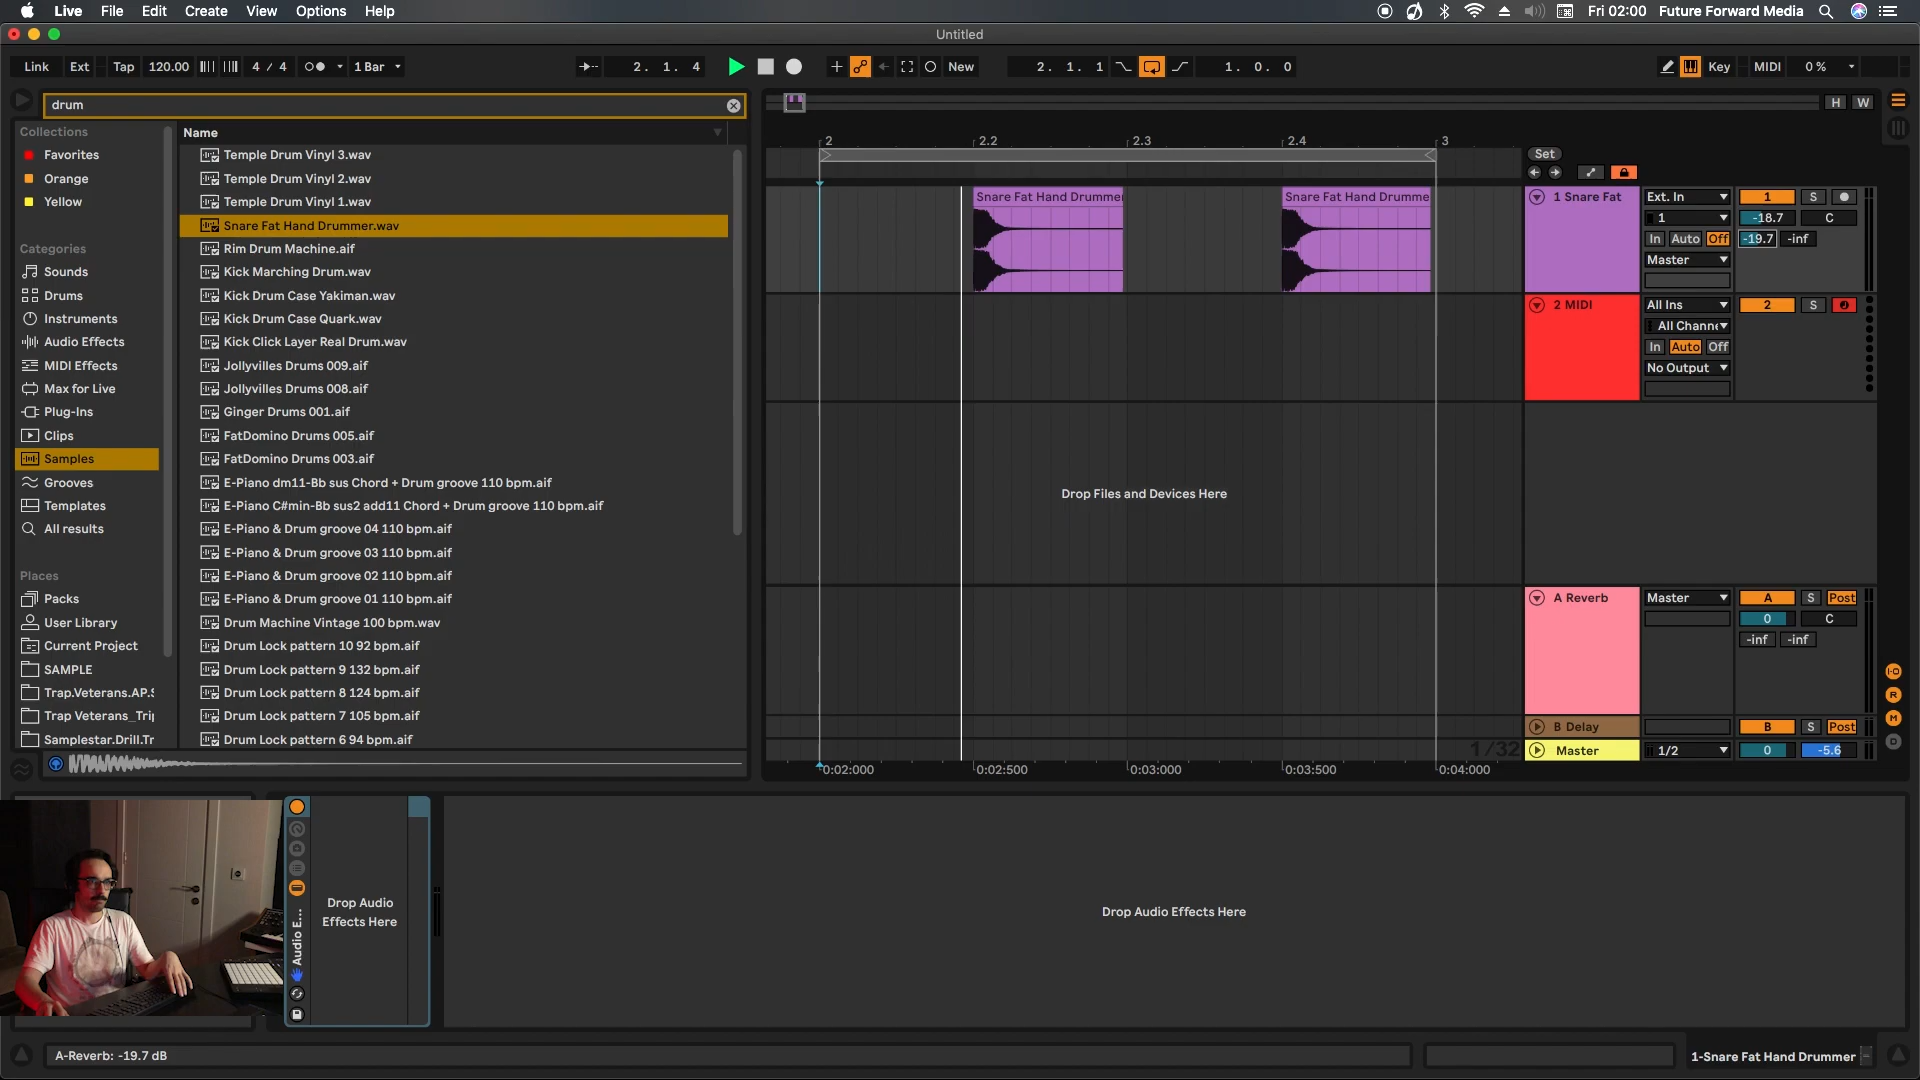 Live File Edit Create View Options Help Fri 02:00 Future Forward Media
Untitled
Link Ext Tap 120.00 4 / 4 1 Bar 2. 1. 4 New 2. 1. 1 1. 0. 0 Key MIDI 0 %
drum
H W
Collections
Name
Favorites
Orange
Yellow
Categories
Sounds
Drums
Instruments
Audio Effects
MIDI Effects
Max for Live
Plug-Ins
Clips
Samples
Grooves
Templates
All results
Places
Packs
User Library
Current Project
SAMPLE
Trap.Veterans.AP.S
Trap Veterans_Trip
Samplestar.Drill.Tr
Temple Drum Vinyl 3.wav
Temple Drum Vinyl 2.wav
Temple Drum Vinyl 1.wav
Snare Fat Hand Drummer.wav
Rim Drum Machine.aif
Kick Marching Drum.wav
Kick Drum Case Yakiman.wav
Kick Drum Case Quark.wav
Kick Click Layer Real Drum.wav
Jollyvilles Drums 009.aif
Jollyvilles Drums 008.aif
Ginger Drums 001.aif
FatDomino Drums 005.aif
FatDomino Drums 003.aif
E-Piano dm11-Bb sus Chord + Drum groove 110 bpm.aif
E-Piano C#min-Bb sus2 add11 Chord + Drum groove 110 bpm.aif
E-Piano & Drum groove 04 110 bpm.aif
E-Piano & Drum groove 03 110 bpm.aif
E-Piano & Drum groove 02 110 bpm.aif
E-Piano & Drum groove 01 110 bpm.aif
Drum Machine Vintage 100 bpm.wav
Drum Lock pattern 10 92 bpm.aif
Drum Lock pattern 9 132 bpm.aif
Drum Lock pattern 8 124 bpm.aif
Drum Lock pattern 7 105 bpm.aif
Drum Lock pattern 6 94 bpm.aif
2 2.2 2.3 2.4 3
Set
Snare Fat Hand Drummer Snare Fat Hand Drumme
1 Snare Fat Ext. In 1 S
1 -18.7 C
In Auto Off -19.7 -inf
Master
2 MIDI All Ins 2 S
All Channe
In Auto Off
No Output
Drop Files and Devices Here
A Reverb Master A S Post
0 C
-inf -inf
B Delay B S Post
1/32
Master 1/2 0 -5.6
0:02:000 0:02:500 0:03:000 0:03:500 0:04:000
I·O
R
M
D
Audio E...
Drop Audio
Effects Here
Drop Audio Effects Here
A-Reverb: -19.7 dB
1-Snare Fat Hand Drummer